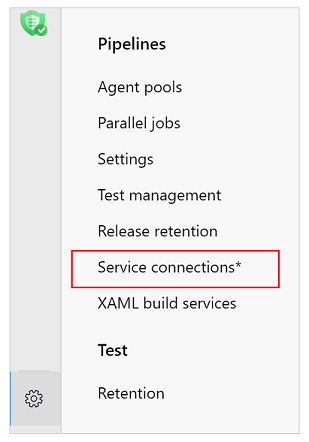 Pipelines
Agent pools
Parallel jobs
Settings
Test management
Release retention
Service connections*
XAML build services
Test
Retention